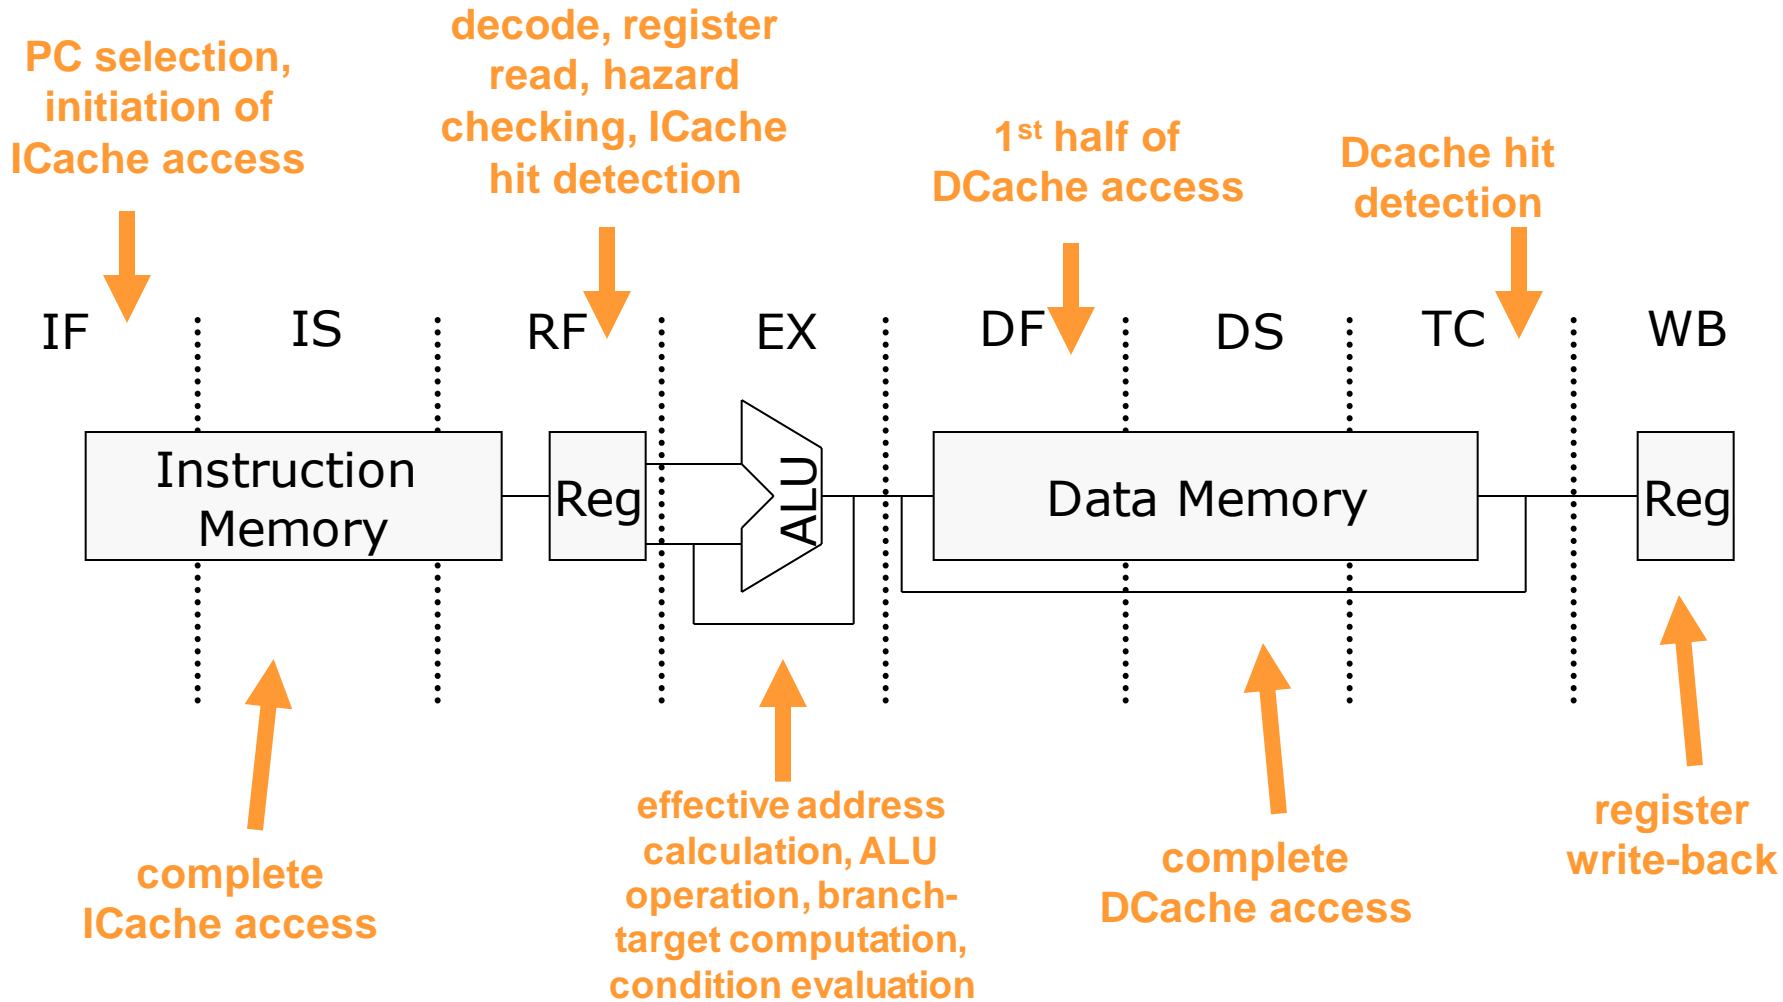 PC selection,
initiation of
ICache access
decode, register
read, hazard
checking, ICache
hit detection
1st half of
DCache access
Dcache hit
detection
IF
IS
RF
EX
DF
DS
TC
WB
Instruction
Memory
Reg
ALU
Data Memory
Reg
complete
ICache access
effective address
calculation, ALU
operation, branch-
target computation,
condition evaluation
complete
DCache access
register
write-back